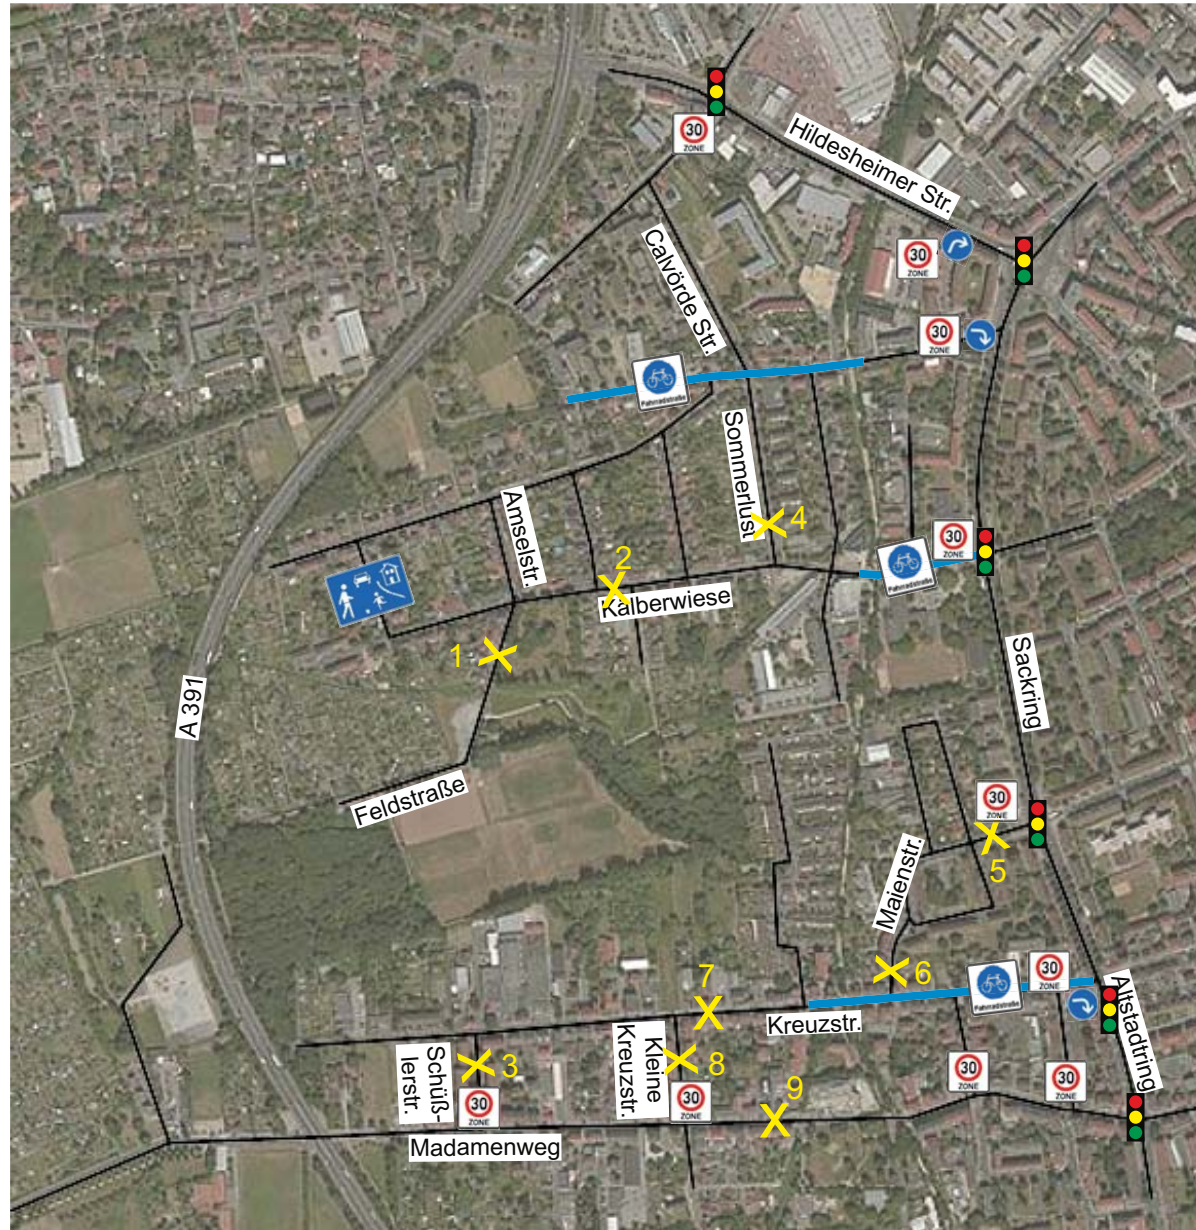 30
ZONE
Hildesheimer Str.
Calvörde Str.
30
ZONE
30
ZONE
Fahrradstraße
Sommerlust
4
Amselstr.
2
Kälberwiese
30
ZONE
Fahrradstraße
1
A 391
Sackring
Feldstraße
30
ZONE
5
Maienstr.
6
7
Kreuzstr.
Fahrradstraße
30
ZONE
Altstadtring
Schüß-
lerstr.
3
30
ZONE
Kleine
Kreuzstr.
8
30
ZONE
9
30
ZONE
30
ZONE
Madamenweg